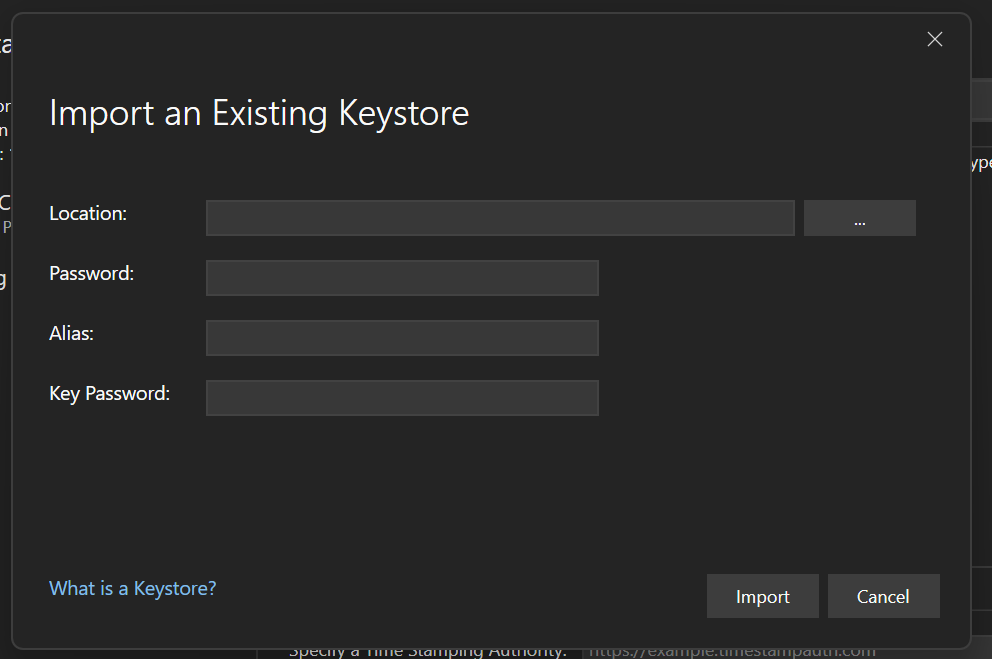 Import an Existing Keystore
Location:
...
Password:
Alias:
Key Password:
What is a Keystore?
Import
Cancel
Specify a Time Stamping Authority:
https://example.timestampauth.com